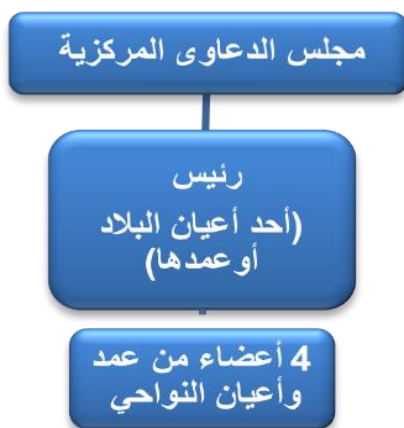 مجلس الدعاوى المركزية
رئيس
(أحد أعيان البلاد
أوعمدها)
4 أعضاء من عمد
وأعيان النواحي